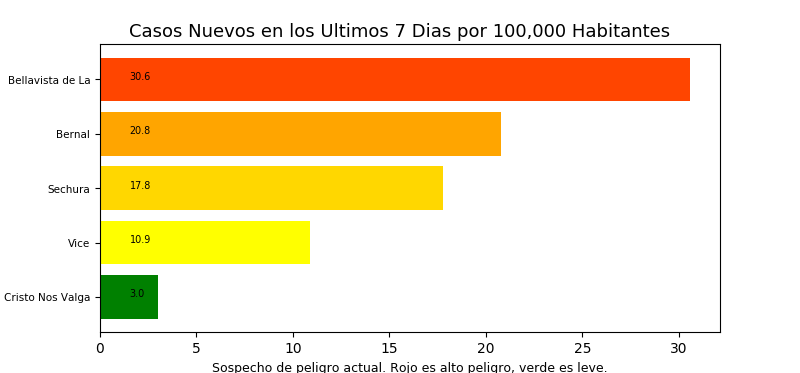 Casos Nuevos en los Ultimos 7 Dias por 100,000 Habitantes
Bellavista de La 30.6
Bernal 20.8
Sechura 17.8
Vice 10.9
Cristo Nos Valga 3.0
0 5 10 15 20 25 30
Sospecho de peligro actual. Rojo es alto peligro, verde es leve.